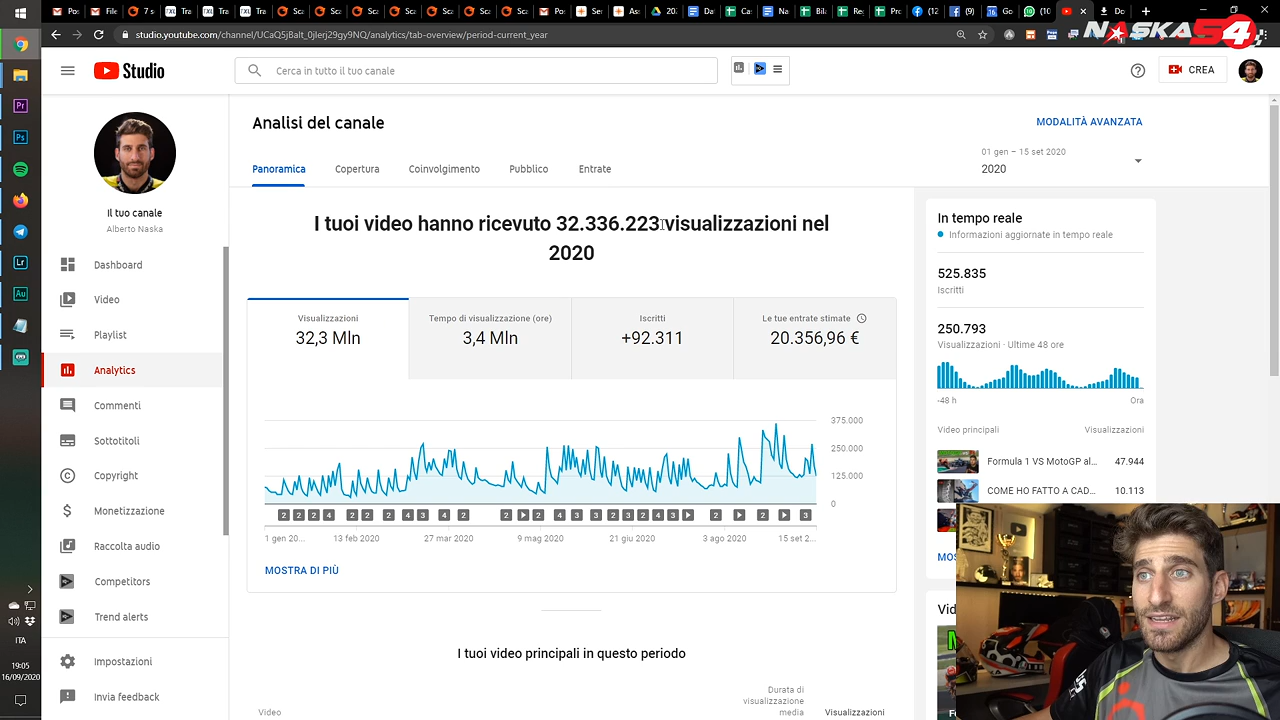 studio.youtube.com/channel/UCaQ5jBaIt_0jlerj29gy9NQ/analytics/tab-overview/period-current_year
NASKA54
Studio
Cerca in tutto il tuo canale
CREA
Il tuo canale
Alberto Naska
Dashboard
Video
Playlist
Analytics
Commenti
Sottotitoli
Copyright
Monetizzazione
Raccolta audio
Competitors
Trend alerts
Impostazioni
Invia feedback
ITA
19:05
16/09/2020
Analisi del canale
MODALITÀ AVANZATA
Panoramica
Copertura
Coinvolgimento
Pubblico
Entrate
01 gen – 15 set 2020
2020
I tuoi video hanno ricevuto 32.336.223 visualizzazioni nel
2020
Visualizzazioni
32,3 Mln
Tempo di visualizzazione (ore)
3,4 Mln
Iscritti
+92.311
Le tue entrate stimate
20.356,96 €
375.000
250.000
125.000
0
1 gen 20...
13 feb 2020
27 mar 2020
9 mag 2020
21 giu 2020
3 ago 2020
15 set 2...
MOSTRA DI PIÙ
I tuoi video principali in questo periodo
Video
Durata di
visualizzazione
media
Visualizzazioni
In tempo reale
Informazioni aggiornate in tempo reale
525.835
Iscritti
250.793
Visualizzazioni · Ultime 48 ore
-48 h
Ora
Video principali
Visualizzazioni
Formula 1 VS MotoGP al...
47.944
COME HO FATTO A CAD...
10.113